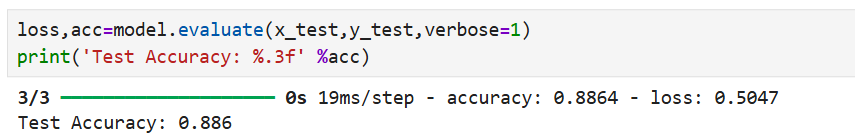 loss,acc=model.evaluate(x_test,y_test,verbose=1)
print('Test Accuracy: %.3f' %acc)
3/3 ━━━━━━━━━━━━━━━━━━━━ 0s 19ms/step - accuracy: 0.8864 - loss: 0.5047
Test Accuracy: 0.886